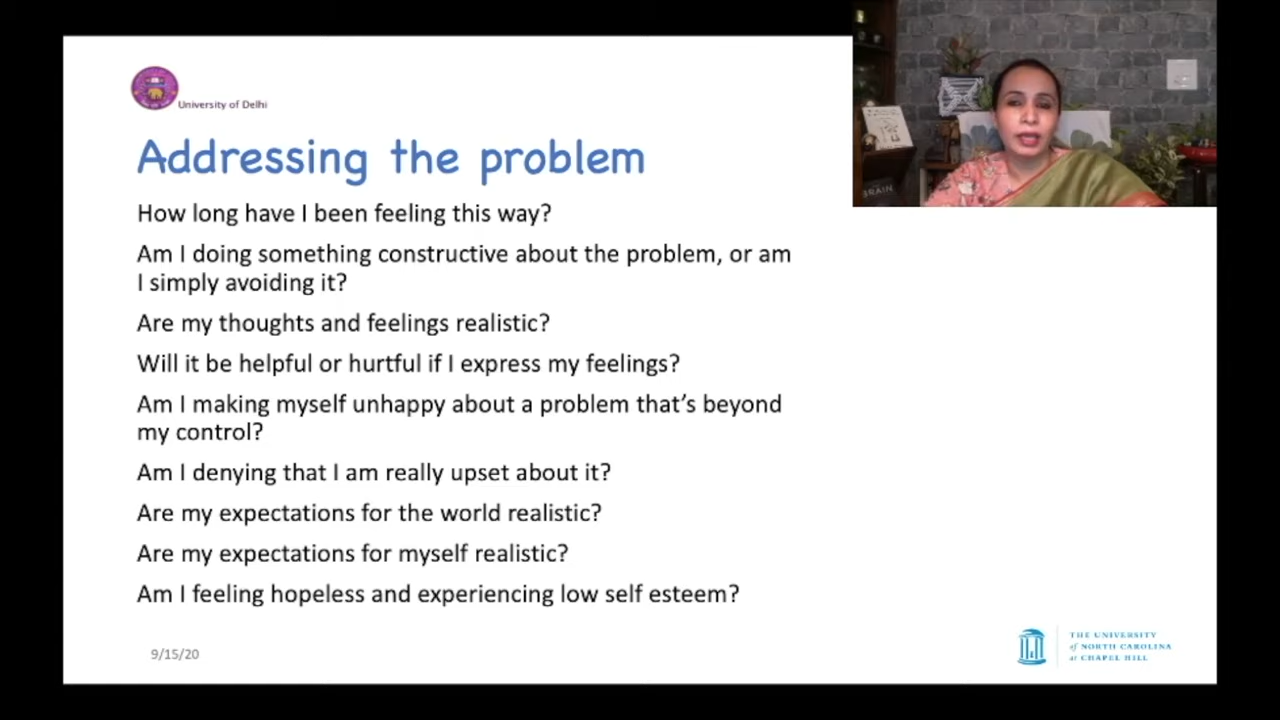 University of Delhi
Addressing the problem
How long have I been feeling this way?
Am I doing something constructive about the problem, or am
I simply avoiding it?
Are my thoughts and feelings realistic?
Will it be helpful or hurtful if I express my feelings?
Am I making myself unhappy about a problem that’s beyond
my control?
Am I denying that I am really upset about it?
Are my expectations for the world realistic?
Are my expectations for myself realistic?
Am I feeling hopeless and experiencing low self esteem?
9/15/20
THE UNIVERSITY
of NORTH CAROLINA
at CHAPEL HILL
BRAIN